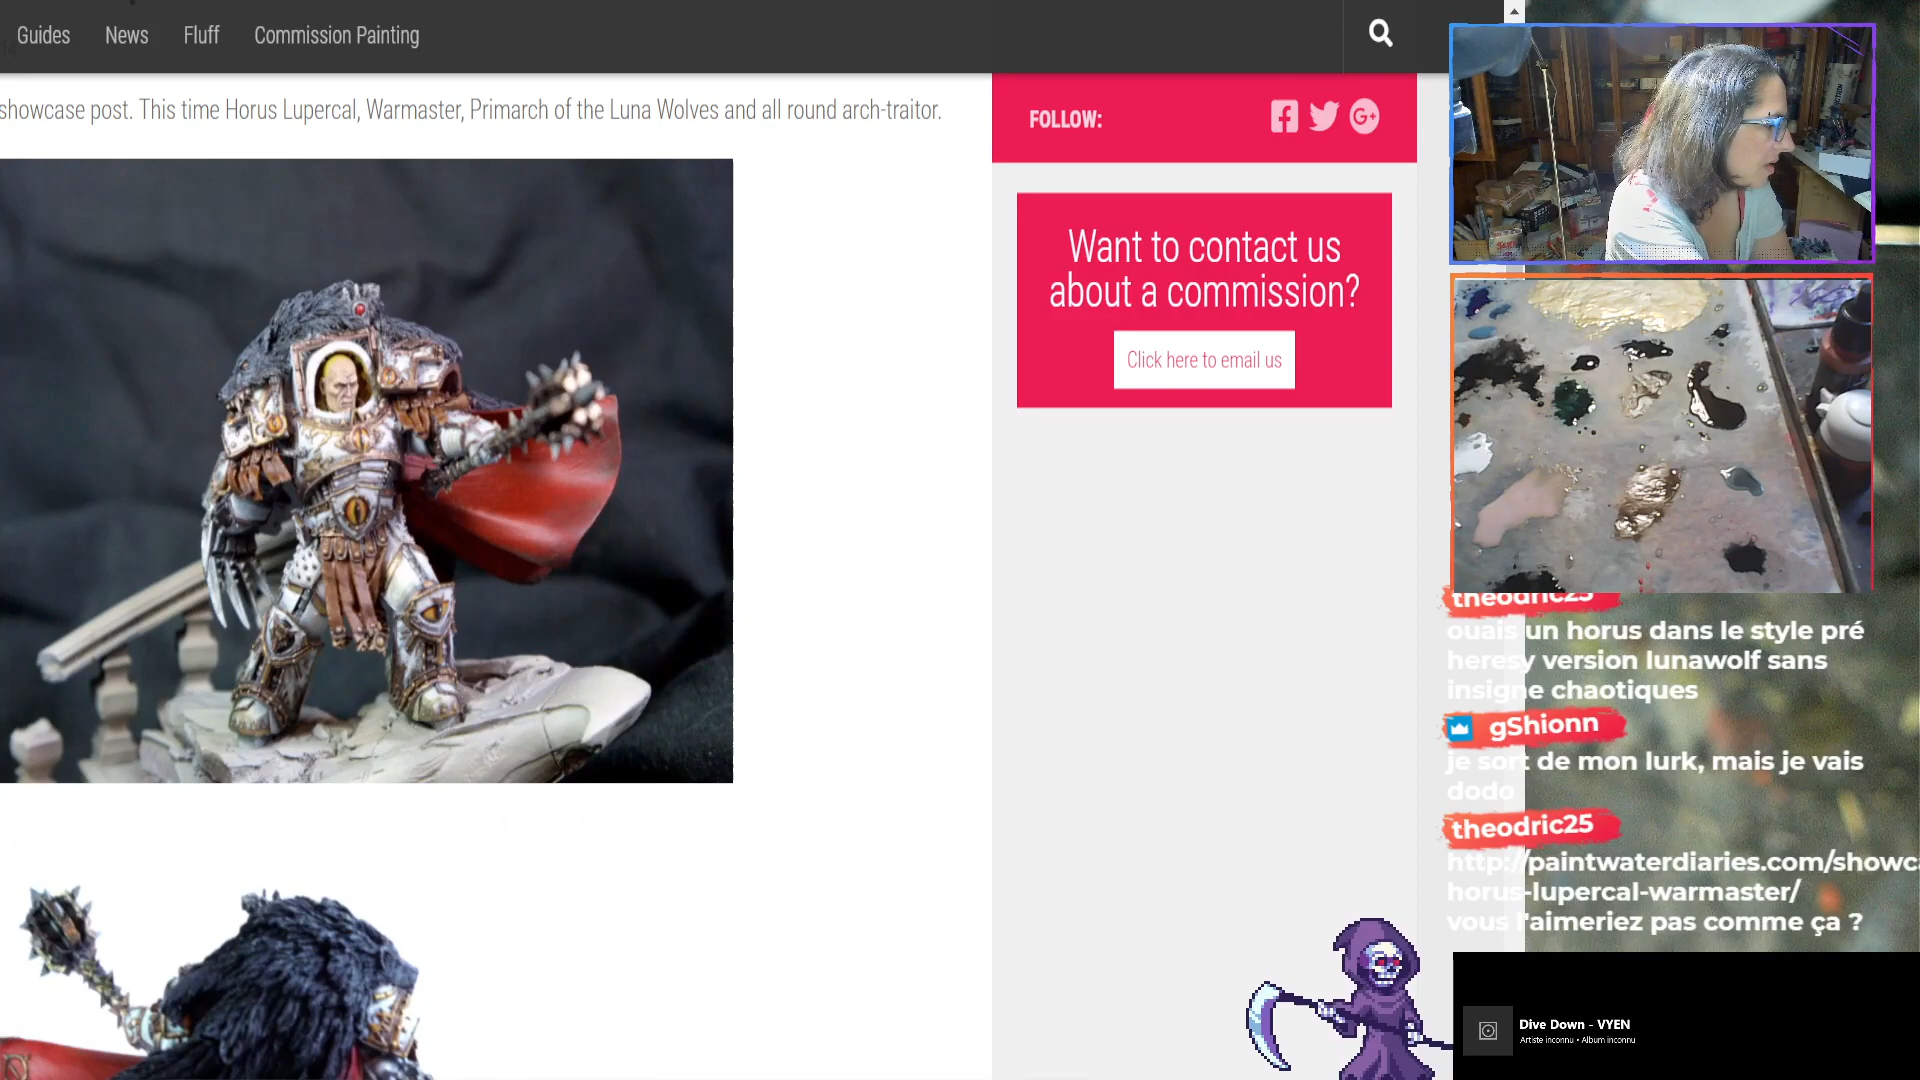 Guides News Fluff Commission Painting
showcase post. This time Horus Lupercal, Warmaster, Primarch of the Luna Wolves and all round arch-traitor.
FOLLOW:
Want to contact us
about a commission?
Click here to email us
theodric25
ouais un horus dans le style pré
heresy version lunawolf sans
insigne chaotiques
gShionn
je sort de mon lurk, mais je vais
dodo
theodric25
http://paintwaterdiaries.com/showca
horus-lupercal-warmaster/
vous l'aimeriez pas comme ça ?
Dive Down - VYEN
Artiste inconnu • Album inconnu